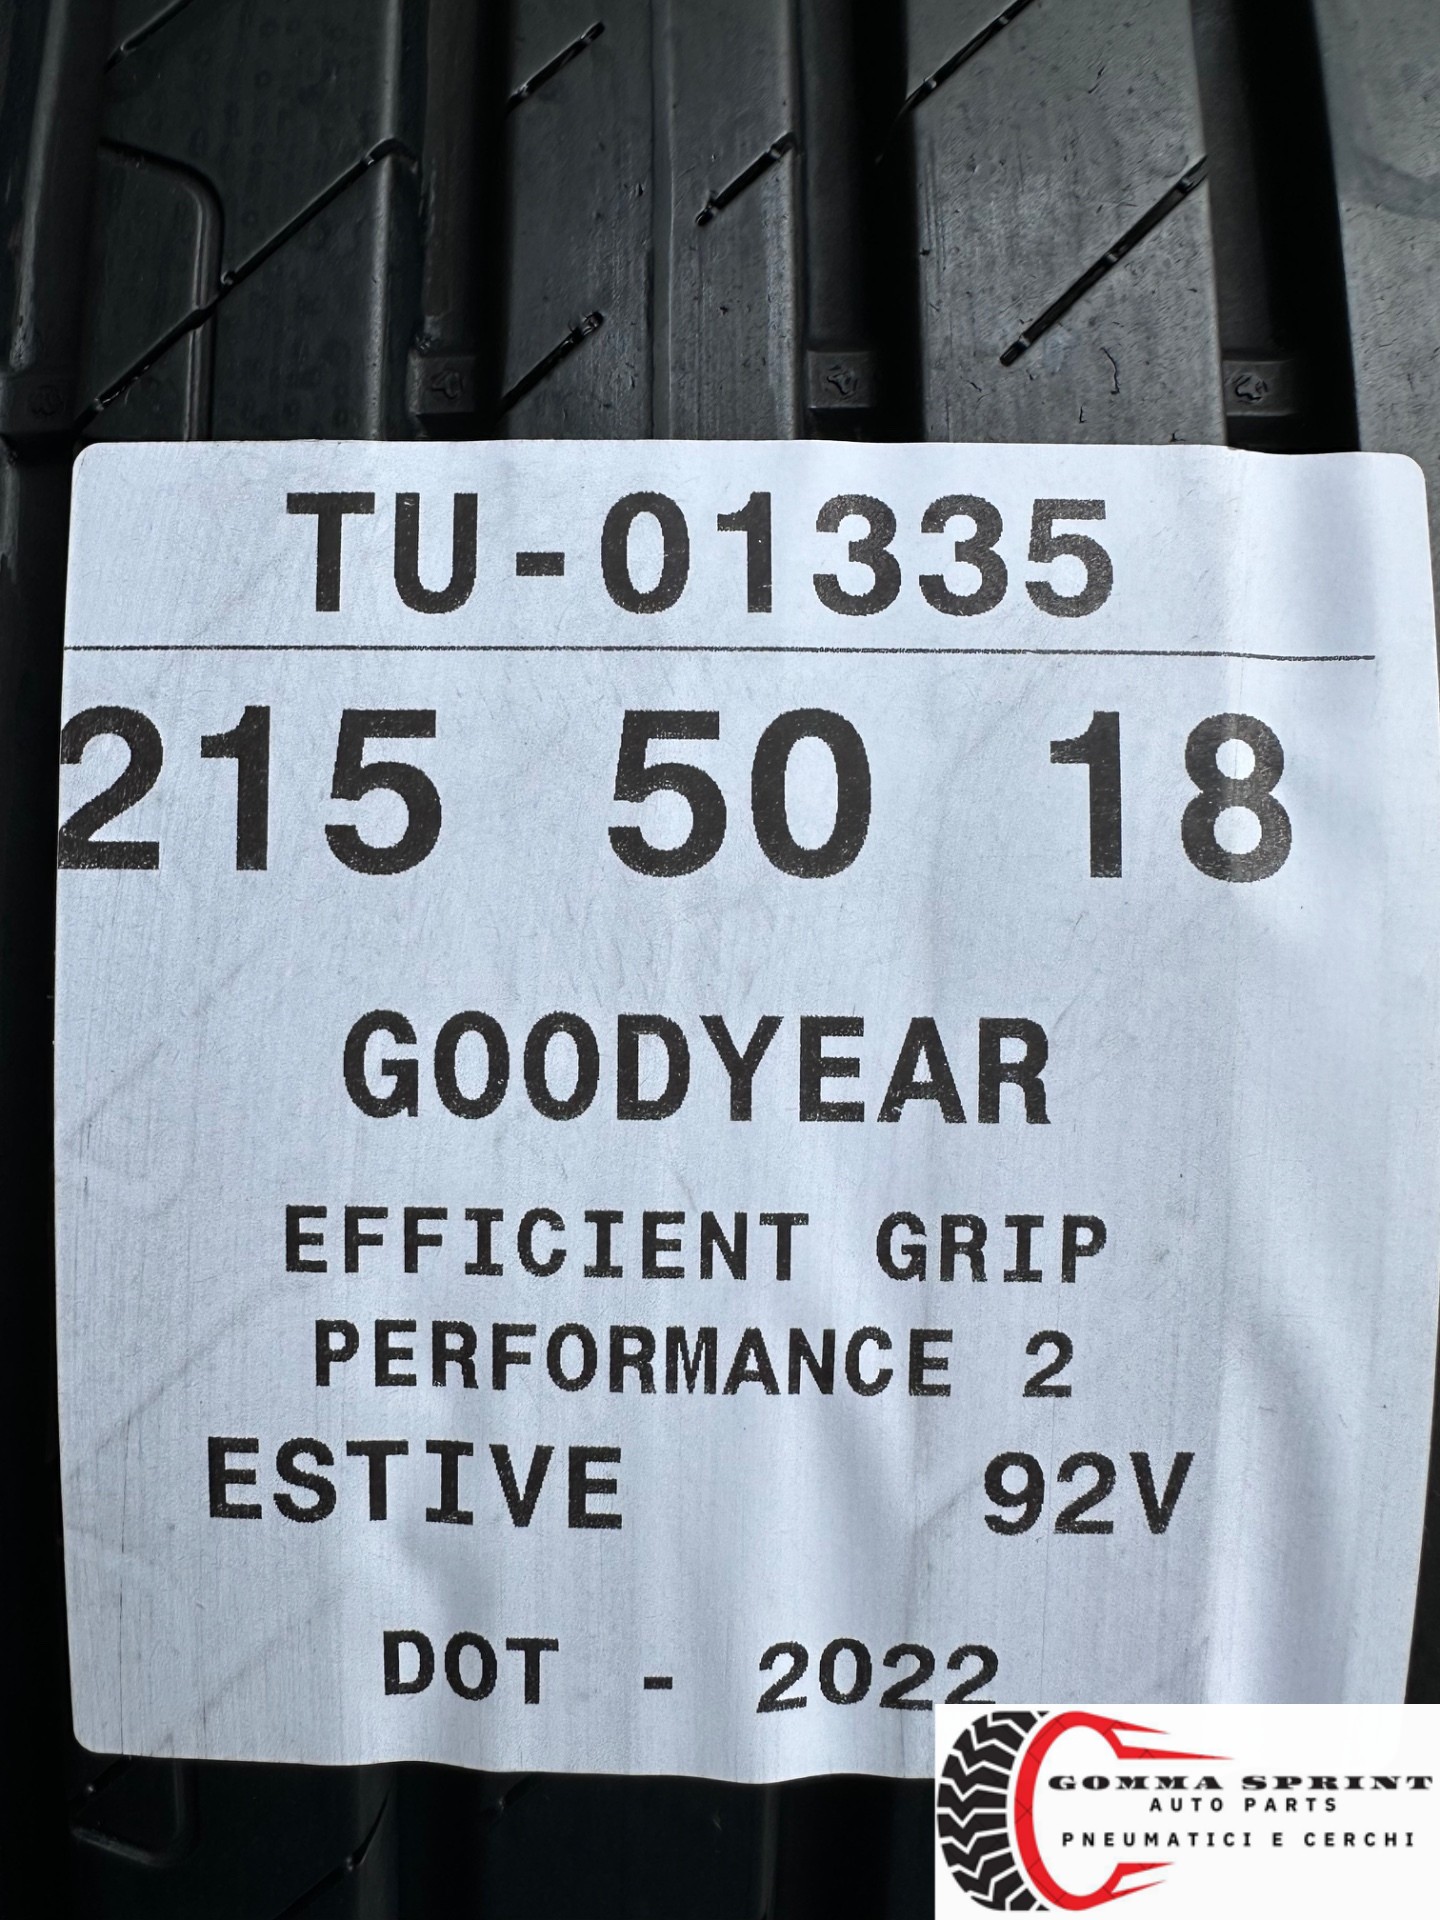 TU-01335
215 50 18
GOODYEAR
EFFICIENT GRIP
PERFORMANCE 2
ESTIVE 92V
DOT - 2022
GOMMA SPRINT
AUTO PARTS
PNEUMATICI E CERCHI